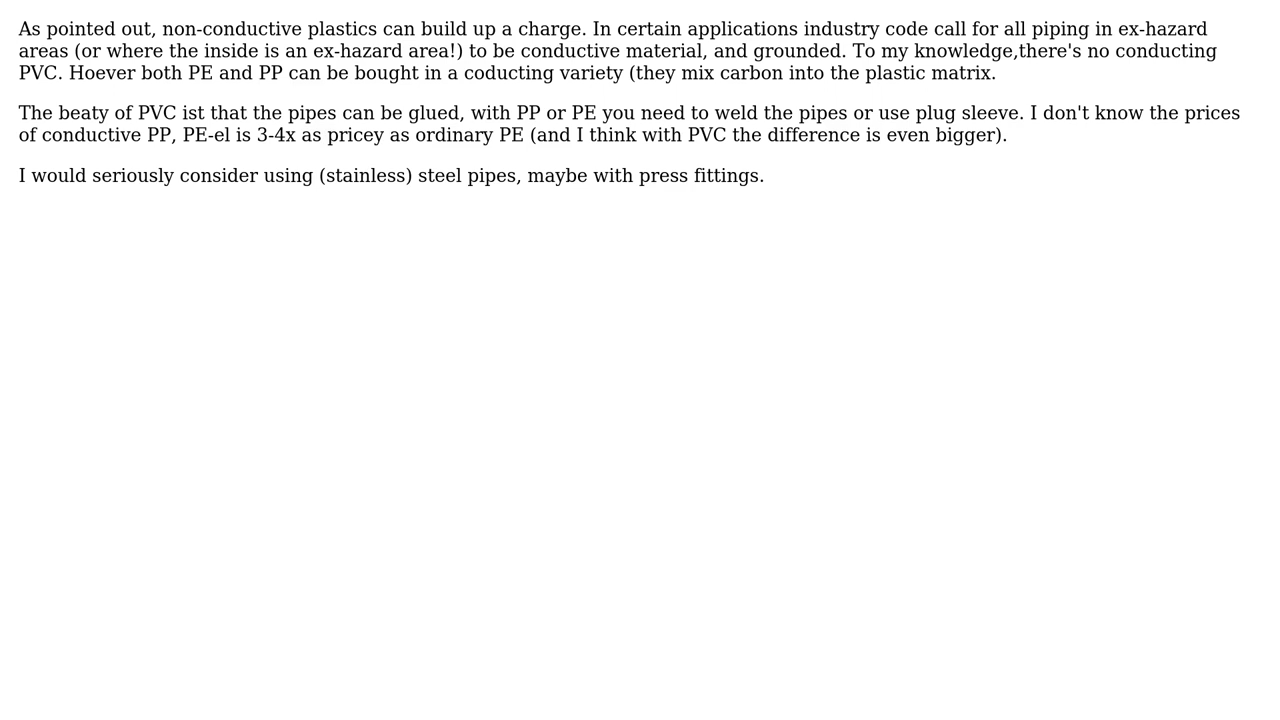 As pointed out, non-conductive plastics can build up a charge. In certain applications industry code call for all piping in ex-hazard
areas (or where the inside is an ex-hazard area!) to be conductive material, and grounded. To my knowledge,there's no conducting
PVC. Hoever both PE and PP can be bought in a coducting variety (they mix carbon into the plastic matrix.
The beaty of PVC ist that the pipes can be glued, with PP or PE you need to weld the pipes or use plug sleeve. I don't know the prices
of conductive PP, PE-el is 3-4x as pricey as ordinary PE (and I think with PVC the difference is even bigger).
I would seriously consider using (stainless) steel pipes, maybe with press fittings.